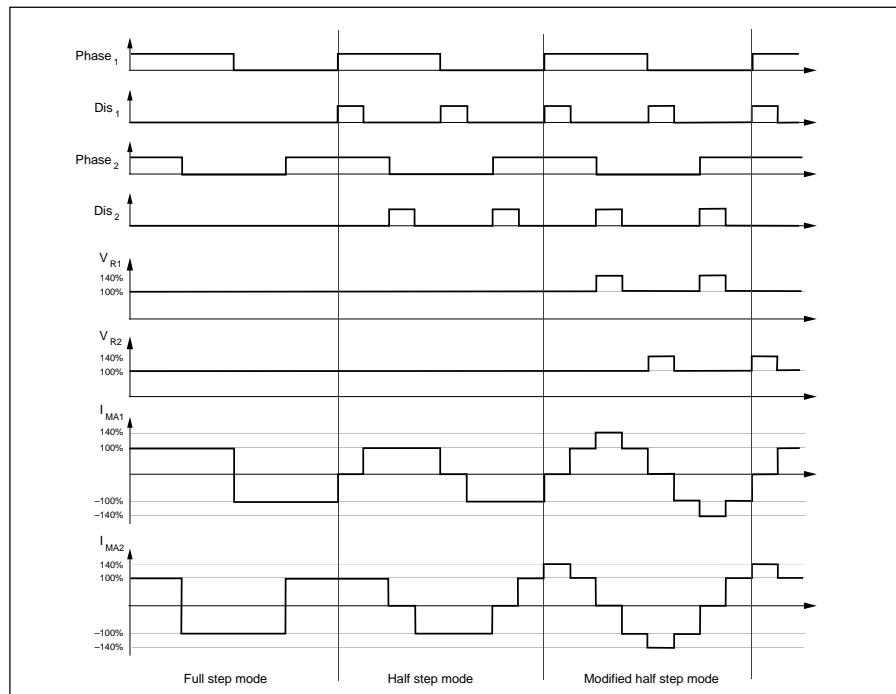 Phase 1
Dis 1
Phase 2
Dis 2
V R1
140%
100%
V R2
140%
100%
I MA1
140%
100%
–100%
–140%
I MA2
140%
100%
–100%
–140%
Full step mode Half step mode Modified half step mode